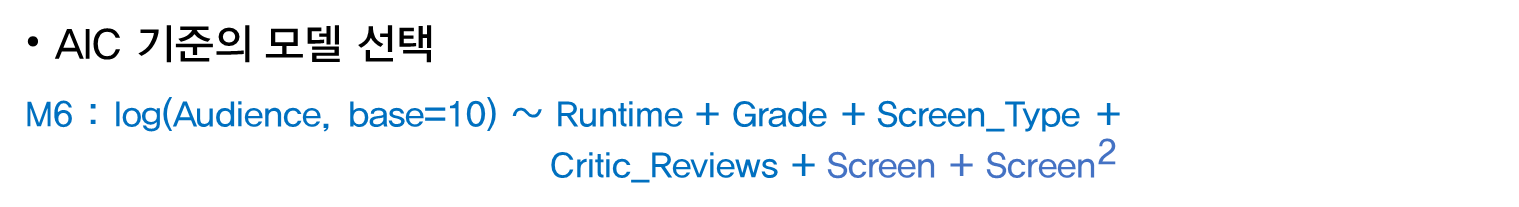 • AIC 기준의 모델 선택
M6 : log(Audience, base=10) ~ Runtime + Grade + Screen_Type +
Critic_Reviews + Screen + Screen²